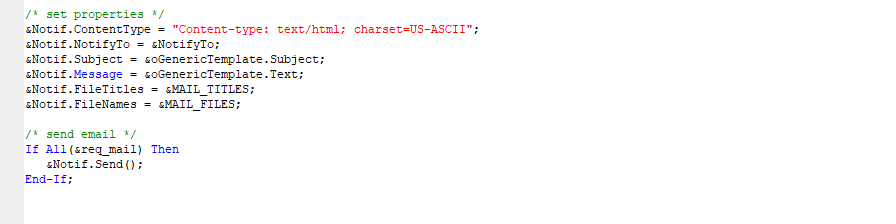 /* set properties */
&Notif.ContentType = "Content-type: text/html; charset=US-ASCII";
&Notif.NotifyTo = &NotifyTo;
&Notif.Subject = &oGenericTemplate.Subject;
&Notif.Message = &oGenericTemplate.Text;
&Notif.FileTitles = &MAIL_TITLES;
&Notif.FileNames = &MAIL_FILES;
/* send email */
If All(&req_mail) Then
&Notif.Send();
End-If;